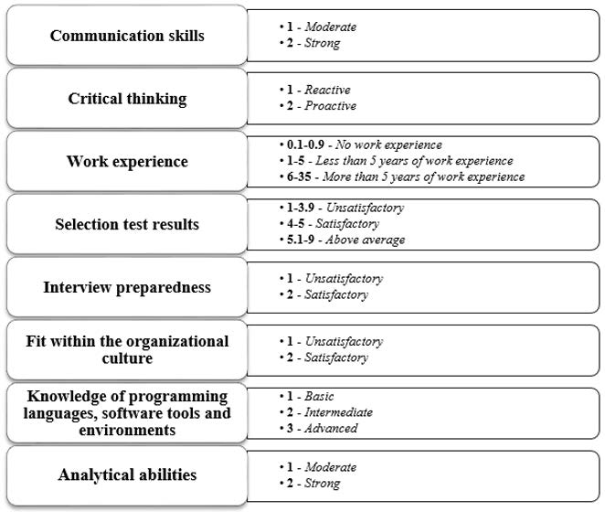 Communication skills
• 1 - Moderate
• 2 - Strong
Critical thinking
• 1 - Reactive
• 2 - Proactive
Work experience
• 0.1-0.9 - No work experience
• 1-5 - Less than 5 years of work experience
• 6-35 - More than 5 years of work experience
Selection test results
• 1-3.9 - Unsatisfactory
• 4-5 - Satisfactory
• 5.1-9 - Above average
Interview preparedness
• 1 - Unsatisfactory
• 2 - Satisfactory
Fit within the organizational
culture
• 1 - Unsatisfactory
• 2 - Satisfactory
Knowledge of programming
languages, software tools and
environments
• 1 - Basic
• 2 - Intermediate
• 3 - Advanced
Analytical abilities
• 1 - Moderate
• 2 - Strong